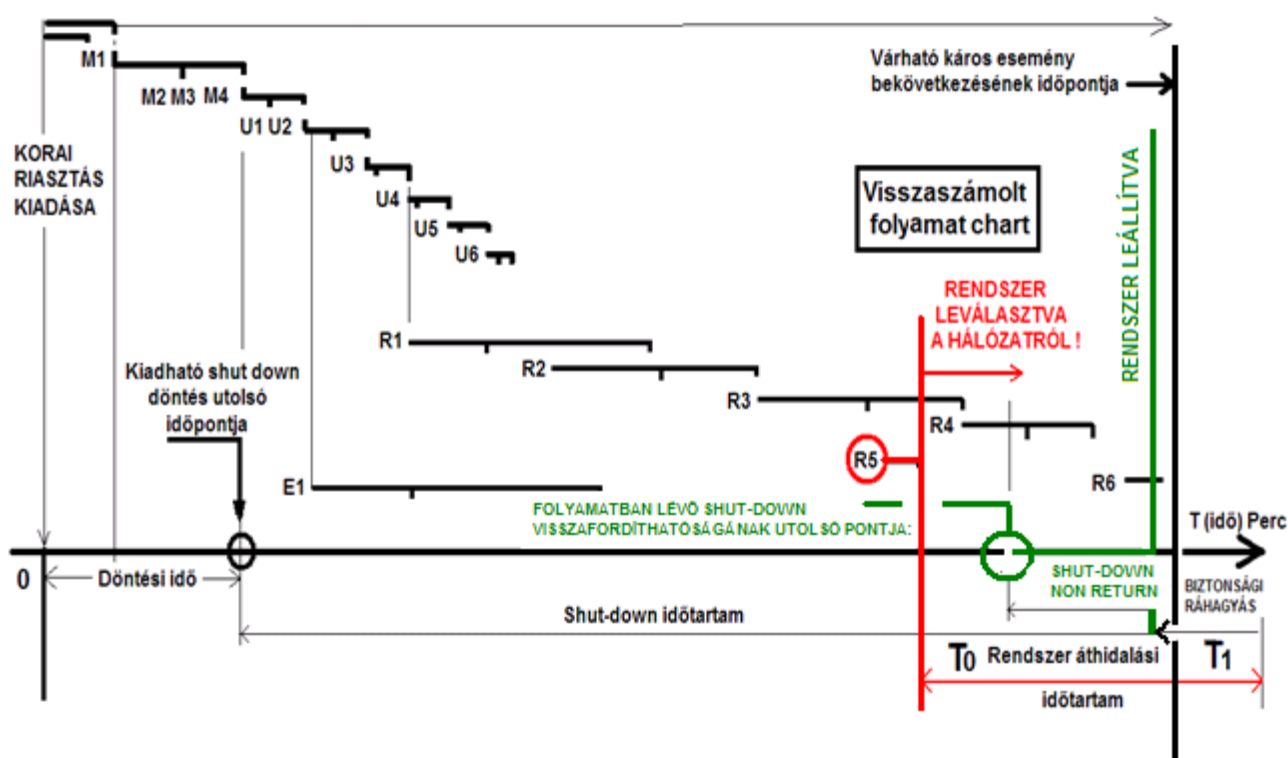 M1
Várható káros esemény
bekövetkezésének időpontja
M2 M3 M4
U1 U2
KORAI
RIASZTÁS
KIADÁSA
U3
U4
U5
U6
Visszaszámolt
folyamat chart
RENDSZER LEÁLLÍTVA
RENDSZER
LEVÁLASZTVA
A HÁLÓZATRÓL !
R1
R2
Kiadható shut down
döntés utolsó
időpontja
R3
R4
R5
R6
E1
FOLYAMATBAN LÉVŐ SHUT-DOWN
VISSZAFORDÍTHATÓSÁGÁNAK UTOLSÓ PONTJA:
T (idő) Perc
0
Döntési idő
SHUT-DOWN
NON RETURN
BIZTONSÁGI
RÁHAGYÁS
Shut-down időtartam
T0
Rendszer áthidalási
T1
időtartam